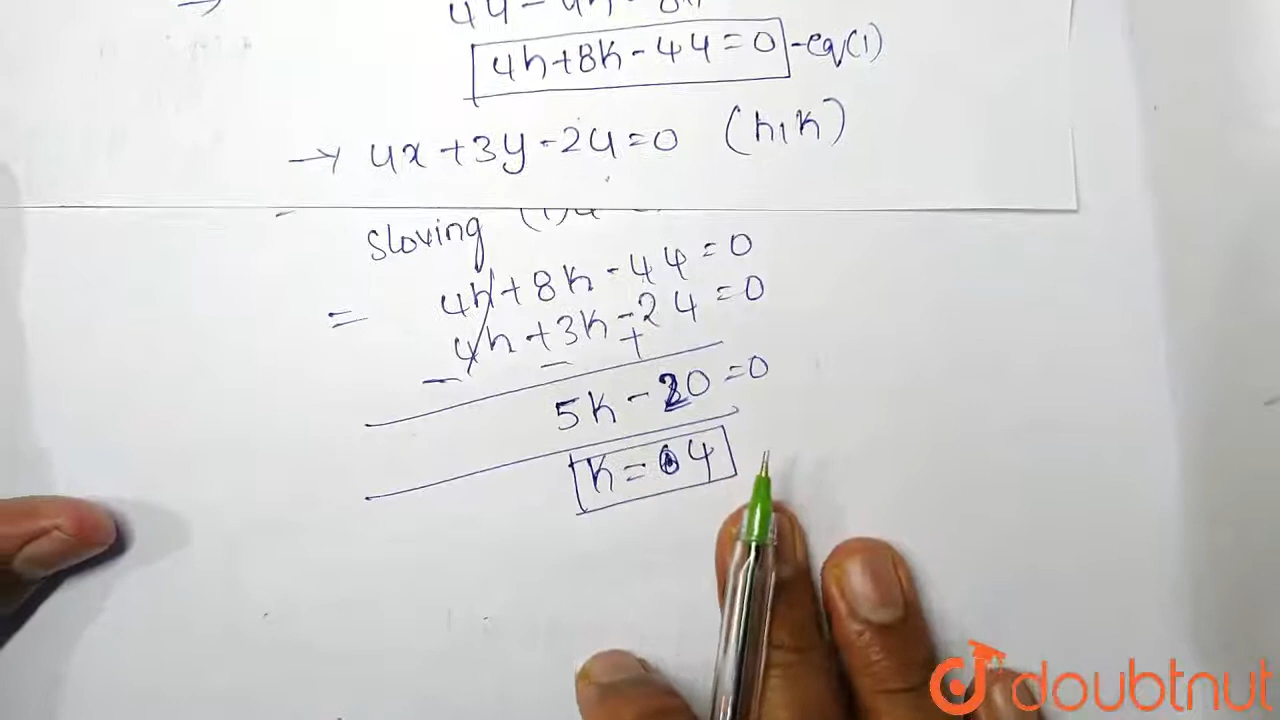 →
4h+8k-44=0 -eq(1)
→ 4x+3y-24=0 (h,k)
Sloving
= 4h+8k-44=0
4h+3k-24=0
- - +
5k-20=0
k=4
doubtnut